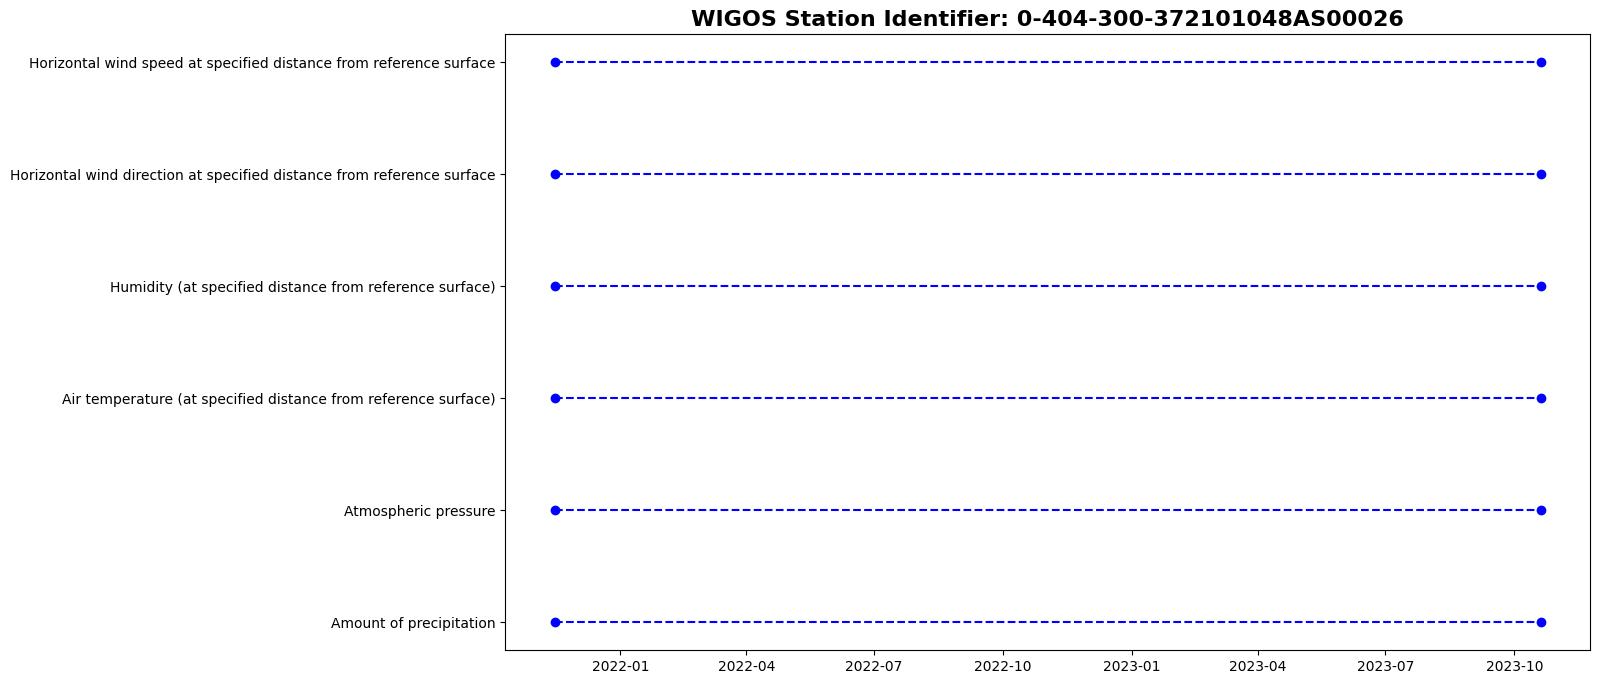 WIGOS Station Identifier: 0-404-300-372101048AS00026
Horizontal wind speed at specified distance from reference surface
Horizontal wind direction at specified distance from reference surface
Humidity (at specified distance from reference surface)
Air temperature (at specified distance from reference surface)
Atmospheric pressure
Amount of precipitation
2022-01 2022-04 2022-07 2022-10 2023-01 2023-04 2023-07 2023-10